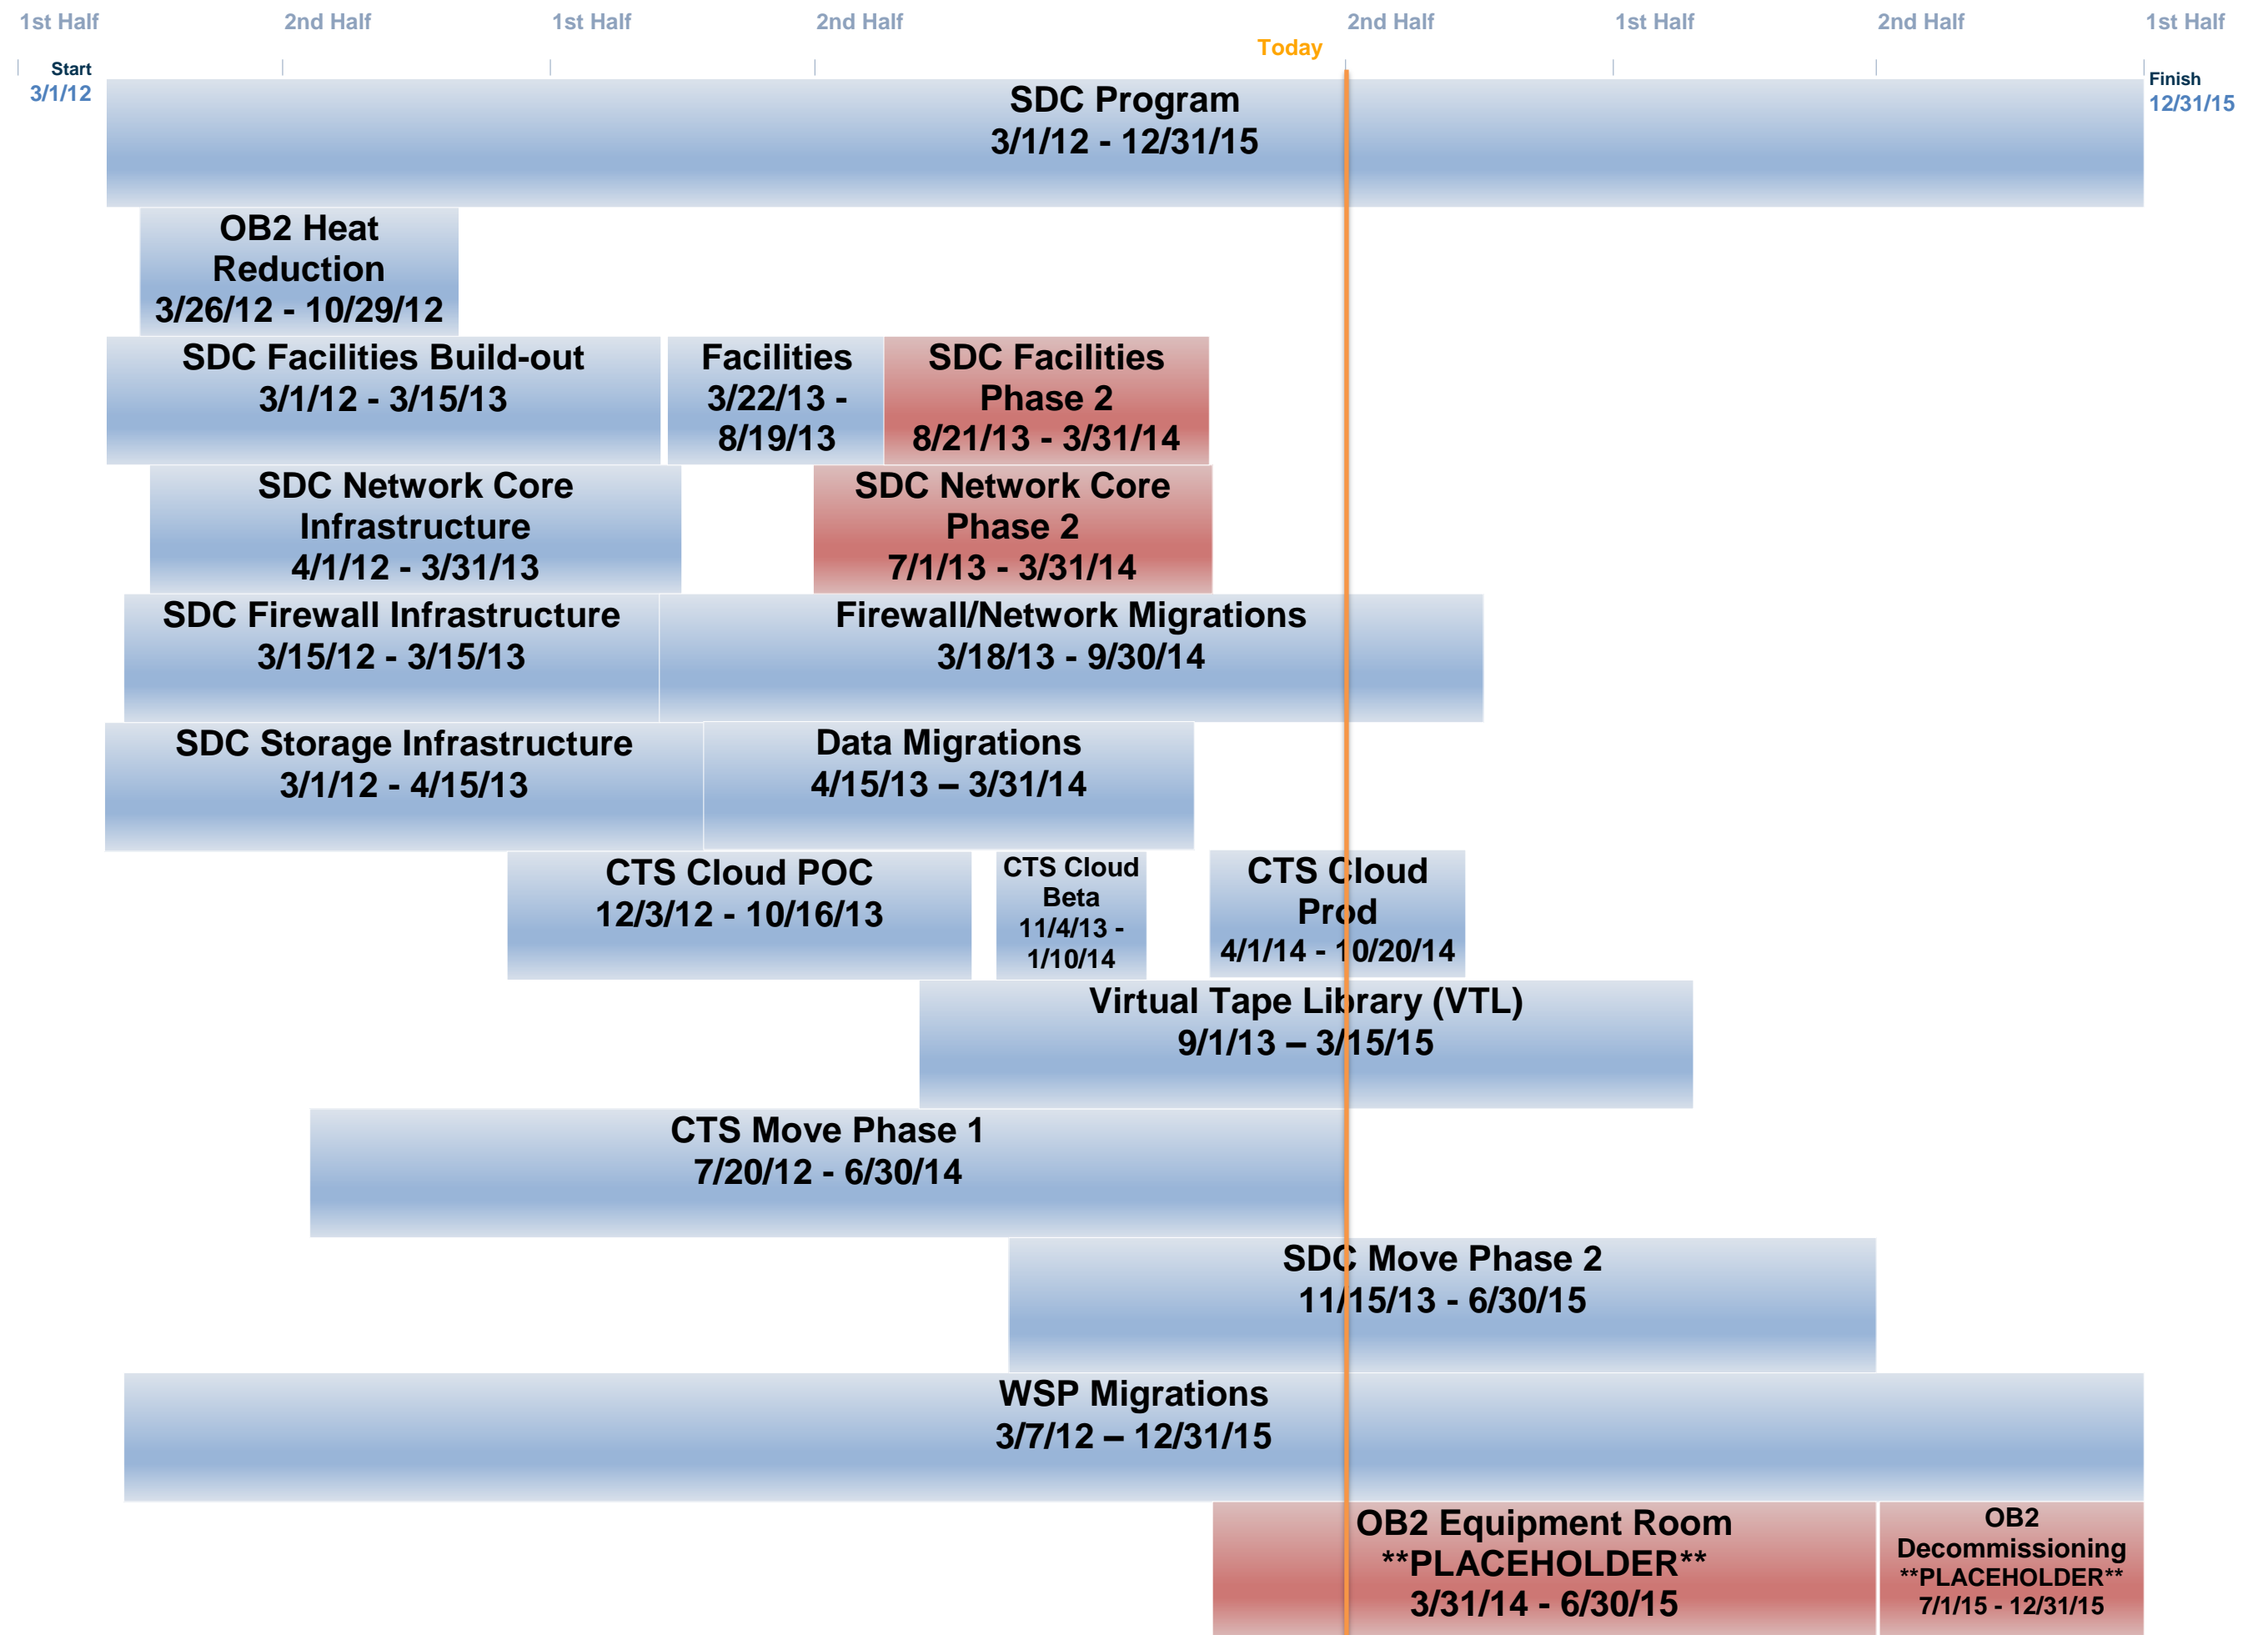 1st Half
2nd Half
1st Half
2nd Half
2nd Half
1st Half
2nd Half
1st Half
Today
Start
3/1/12
Finish
12/31/15
SDC Program
3/1/12 - 12/31/15
OB2 Heat
Reduction
3/26/12 - 10/29/12
SDC Facilities Build-out
3/1/12 - 3/15/13
Facilities
3/22/13 -
8/19/13
SDC Facilities
Phase 2
8/21/13 - 3/31/14
SDC Network Core
Infrastructure
4/1/12 - 3/31/13
SDC Network Core
Phase 2
7/1/13 - 3/31/14
SDC Firewall Infrastructure
3/15/12 - 3/15/13
Firewall/Network Migrations
3/18/13 - 9/30/14
SDC Storage Infrastructure
3/1/12 - 4/15/13
Data Migrations
4/15/13 – 3/31/14
CTS Cloud POC
12/3/12 - 10/16/13
CTS Cloud
Beta
11/4/13 -
1/10/14
CTS Cloud
Prod
4/1/14 - 10/20/14
Virtual Tape Library (VTL)
9/1/13 – 3/15/15
CTS Move Phase 1
7/20/12 - 6/30/14
SDC Move Phase 2
11/15/13 - 6/30/15
WSP Migrations
3/7/12 – 12/31/15
OB2 Equipment Room
**PLACEHOLDER**
3/31/14 - 6/30/15
OB2
Decommissioning
**PLACEHOLDER**
7/1/15 - 12/31/15